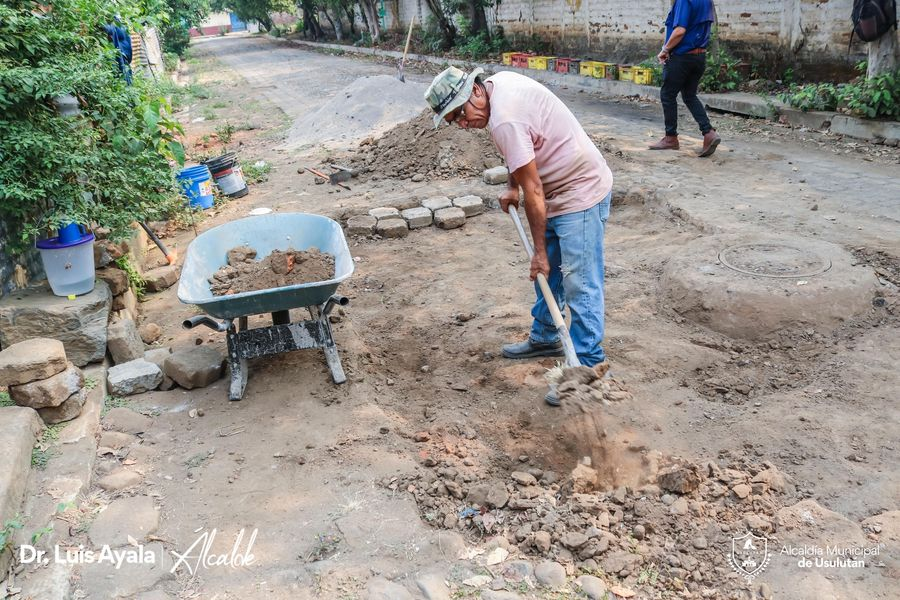 Dr. Luis Ayala | Alcalde
Alcaldía Municipal
de Usulután